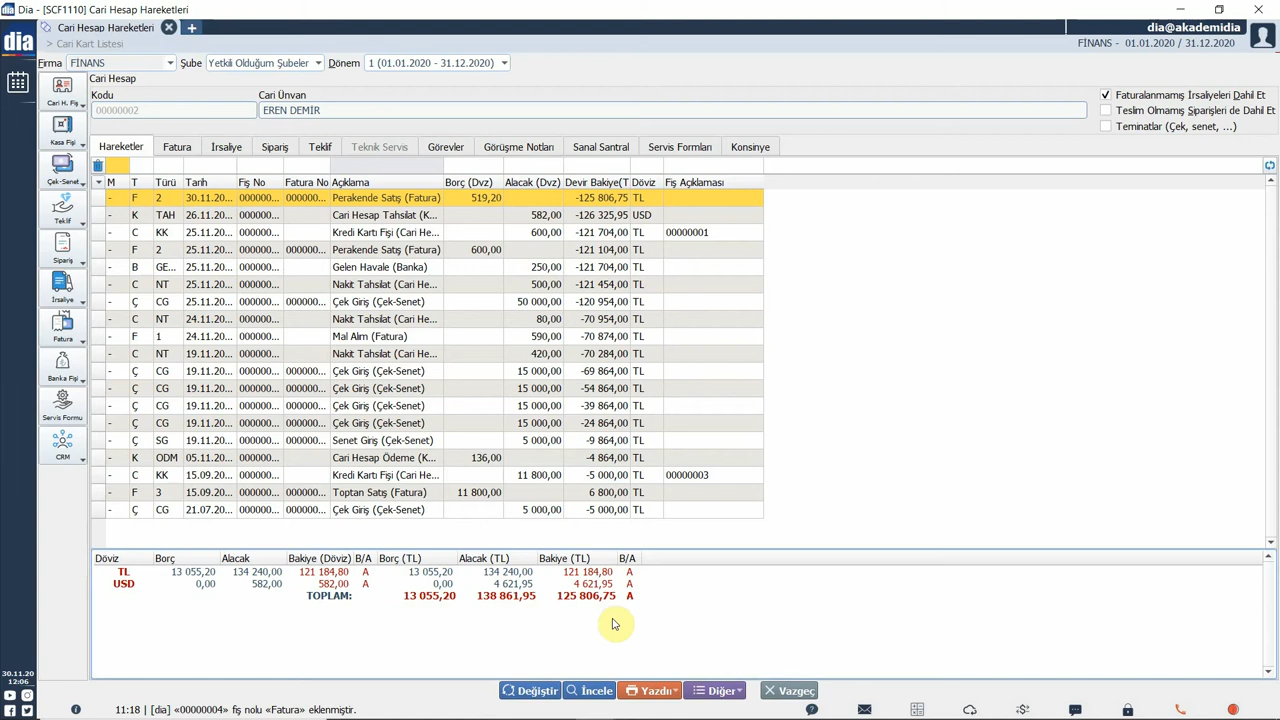 Dia - [SCF1110] Cari Hesap Hareketleri
dia
Cari Hesap Hareketleri
dia@akademidia
> Cari Kart Listesi
FİNANS - 01.01.2020 / 31.12.2020
Firma FİNANS Şube Yetkili Olduğum Şubeler Dönem 1 (01.01.2020 - 31.12.2020)
Cari Hesap
Kodu Cari Ünvan
00000002 EREN DEMİR
Faturalanmamış İrsaliyeleri Dahil Et
Teslim Olmamış Siparişleri de Dahil Et
Teminatlar (Çek, senet, ...)
Cari H. Fiş
Kasa Fişi
Çek-Senet
Teklif
Sipariş
İrsaliye
Fatura
Banka Fişi
Servis Formu
CRM
Hareketler Fatura İrsaliye Sipariş Teklif Teknik Servis Görevler Görüşme Notları Sanal Santral Servis Formları Konsinye
M T Türü Tarih Fiş No Fatura No Açıklama Borç (Dvz) Alacak (Dvz) Devir Bakiye(T Döviz Fiş Açıklaması
- F 2 30.11.20... 000000... 000000... Perakende Satış (Fatura) 519,20 -125 806,75 TL
- K TAH 26.11.20... 000000... Cari Hesap Tahsilat (K... 582,00 -126 325,95 USD
- C KK 25.11.20... 000000... Kredi Kartı Fişi (Cari He... 600,00 -121 704,00 TL 00000001
- F 2 25.11.20... 000000... 000000... Perakende Satış (Fatura) 600,00 -121 104,00 TL
- B GE... 25.11.20... 000000... Gelen Havale (Banka) 250,00 -121 704,00 TL
- C NT 25.11.20... 000000... Nakit Tahsilat (Cari He... 500,00 -121 454,00 TL
- Ç CG 25.11.20... 000000... 000000... Çek Giriş (Çek-Senet) 50 000,00 -120 954,00 TL
- C NT 24.11.20... 000000... Nakit Tahsilat (Cari He... 80,00 -70 954,00 TL
- F 1 24.11.20... 000000... Mal Alım (Fatura) 590,00 -70 874,00 TL
- C NT 19.11.20... 000000... Nakit Tahsilat (Cari He... 420,00 -70 284,00 TL
- Ç CG 19.11.20... 000000... 000000... Çek Giriş (Çek-Senet) 15 000,00 -69 864,00 TL
- Ç CG 19.11.20... 000000... 000000... Çek Giriş (Çek-Senet) 15 000,00 -54 864,00 TL
- Ç CG 19.11.20... 000000... 000000... Çek Giriş (Çek-Senet) 15 000,00 -39 864,00 TL
- Ç CG 19.11.20... 000000... 000000... Çek Giriş (Çek-Senet) 15 000,00 -24 864,00 TL
- Ç SG 19.11.20... 000000... 000000... Senet Giriş (Çek-Senet) 5 000,00 -9 864,00 TL
- K ODM 05.11.20... 000000... Cari Hesap Ödeme (K... 136,00 -4 864,00 TL
- C KK 15.09.20... 000000... Kredi Kartı Fişi (Cari He... 11 800,00 -5 000,00 TL 00000003
- F 3 15.09.20... 000000... 000000... Toptan Satış (Fatura) 11 800,00 6 800,00 TL
- Ç CG 21.07.20... 000000... 000000... Çek Giriş (Çek-Senet) 5 000,00 -5 000,00 TL
Döviz Borç Alacak Bakiye (Döviz) B/A Borç (TL) Alacak (TL) Bakiye (TL) B/A
TL 13 055,20 134 240,00 121 184,80 A 13 055,20 134 240,00 121 184,80 A
USD 0,00 582,00 582,00 A 0,00 4 621,95 4 621,95 A
TOPLAM: 13 055,20 138 861,95 125 806,75 A
30.11.20
12:06
Değiştir İncele Yazdır Diğer Vazgeç
11:18 | [dia] «00000004» fiş nolu «Fatura» eklenmiştir.